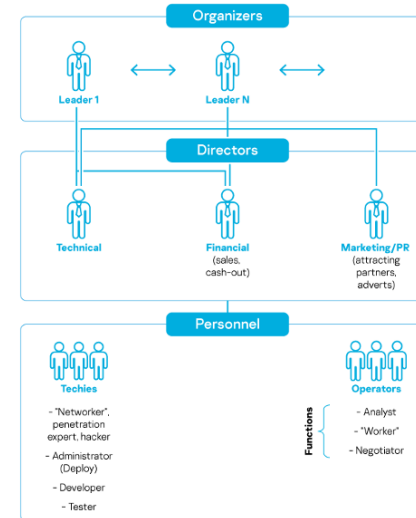 Organizers
Leader 1
Leader N
Directors
Technical
Financial
(sales,
cash-out)
Marketing/PR
(attracting
partners,
adverts)
Personnel
Techies
- "Networker",
penetration
expert, hacker
- Administrator
(Deploy)
- Developer
- Tester
Operators
Functions
- Analyst
- "Worker"
- Negotiator